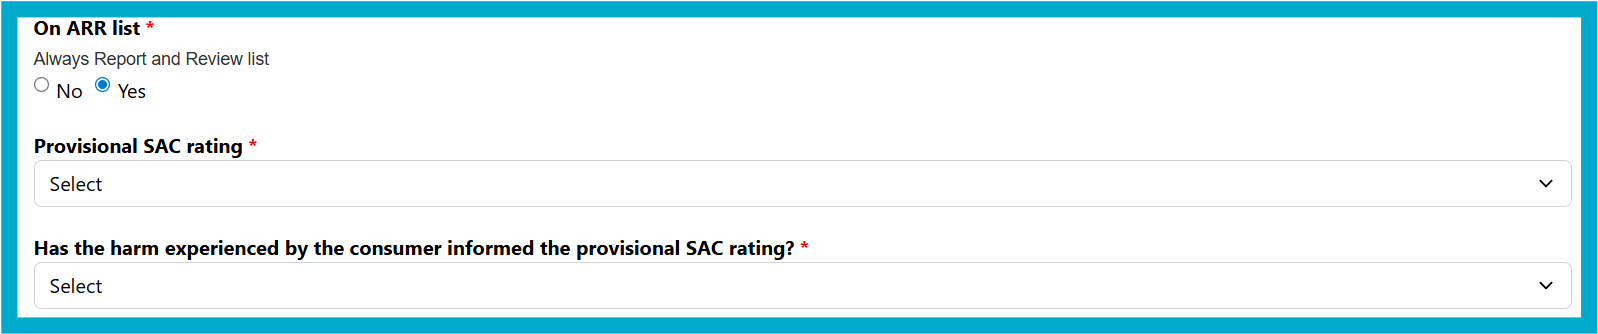 On ARR list *
Always Report and Review list
No Yes
Provisional SAC rating *
Select
Has the harm experienced by the consumer informed the provisional SAC rating? *
Select